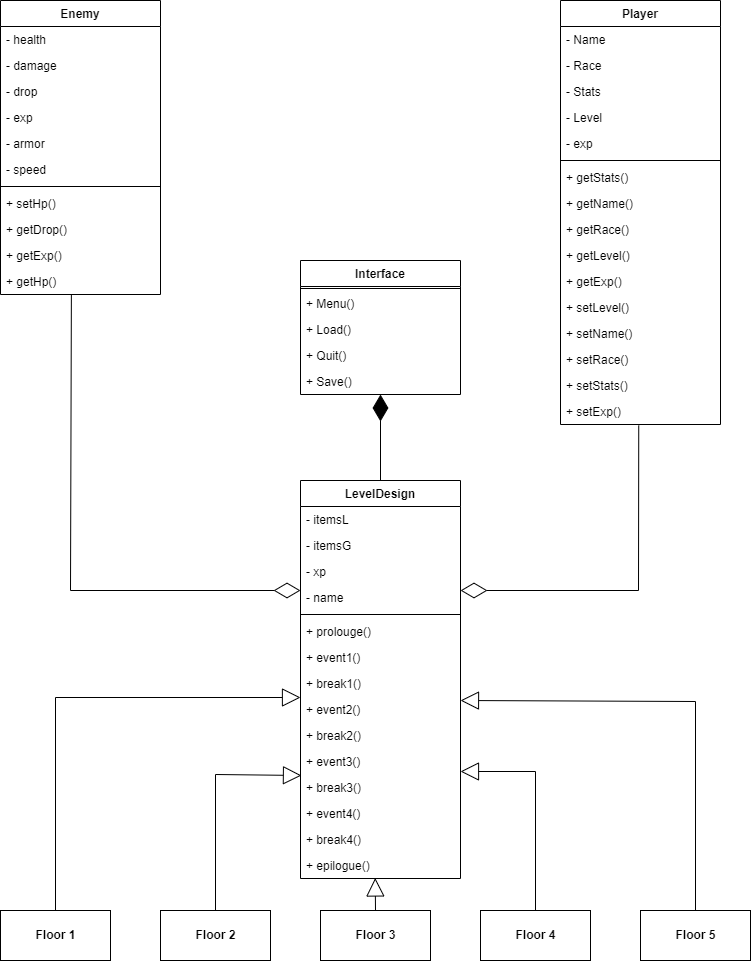 Enemy
- health
- damage
- drop
- exp
- armor
- speed
+ setHp()
+ getDrop()
+ getExp()
+ getHp()
Player
- Name
- Race
- Stats
- Level
- exp
+ getStats()
+ getName()
+ getRace()
+ getLevel()
+ getExp()
+ setLevel()
+ setName()
+ setRace()
+ setStats()
+ setExp()
Interface
+ Menu()
+ Load()
+ Quit()
+ Save()
LevelDesign
- itemsL
- itemsG
- xp
- name
+ prolouge()
+ event1()
+ break1()
+ event2()
+ break2()
+ event3()
+ break3()
+ event4()
+ break4()
+ epilogue()
Floor 1
Floor 2
Floor 3
Floor 4
Floor 5